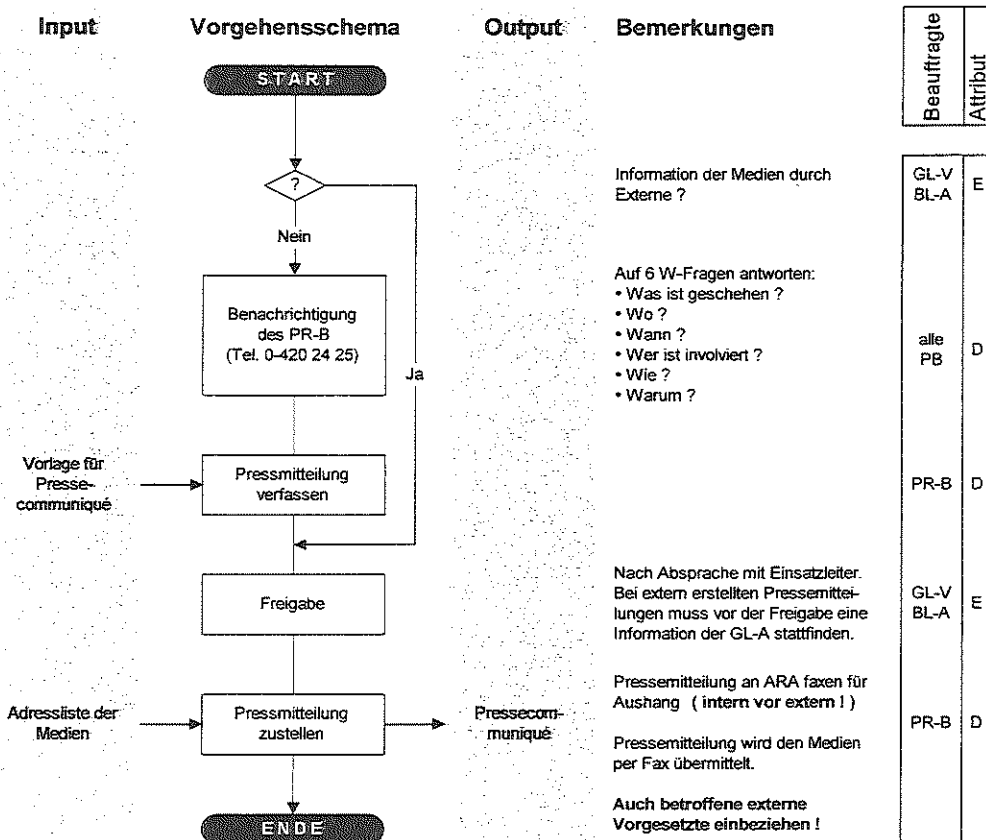 Input Vorgehensschema Output Bemerkungen
Beauftragte
Attribut
START
?
Information der Medien durch
Externe ?
GL-V
BL-A
E
Nein
Ja
Benachrichtigung
des PR-B
(Tel. 0-420 24 25)
Auf 6 W-Fragen antworten:
• Was ist geschehen ?
• Wo ?
• Wann ?
• Wer ist involviert ?
• Wie ?
• Warum ?
alle
PB
D
Vorlage für
Presse-
communiqué
Pressmitteilung
verfassen
PR-B
D
Freigabe
Nach Absprache mit Einsatzleiter.
Bei extern erstellten Pressemittei-
lungen muss vor der Freigabe eine
Information der GL-A stattfinden.
GL-V
BL-A
E
Adressliste der
Medien
Pressmitteilung
zustellen
Pressecom-
muniqué
Pressemitteilung an ARA faxen für
Aushang ( intern vor extern ! )
Pressemitteilung wird den Medien
per Fax übermittelt.
PR-B
D
Auch betroffene externe
Vorgesetzte einbeziehen !
ENDE